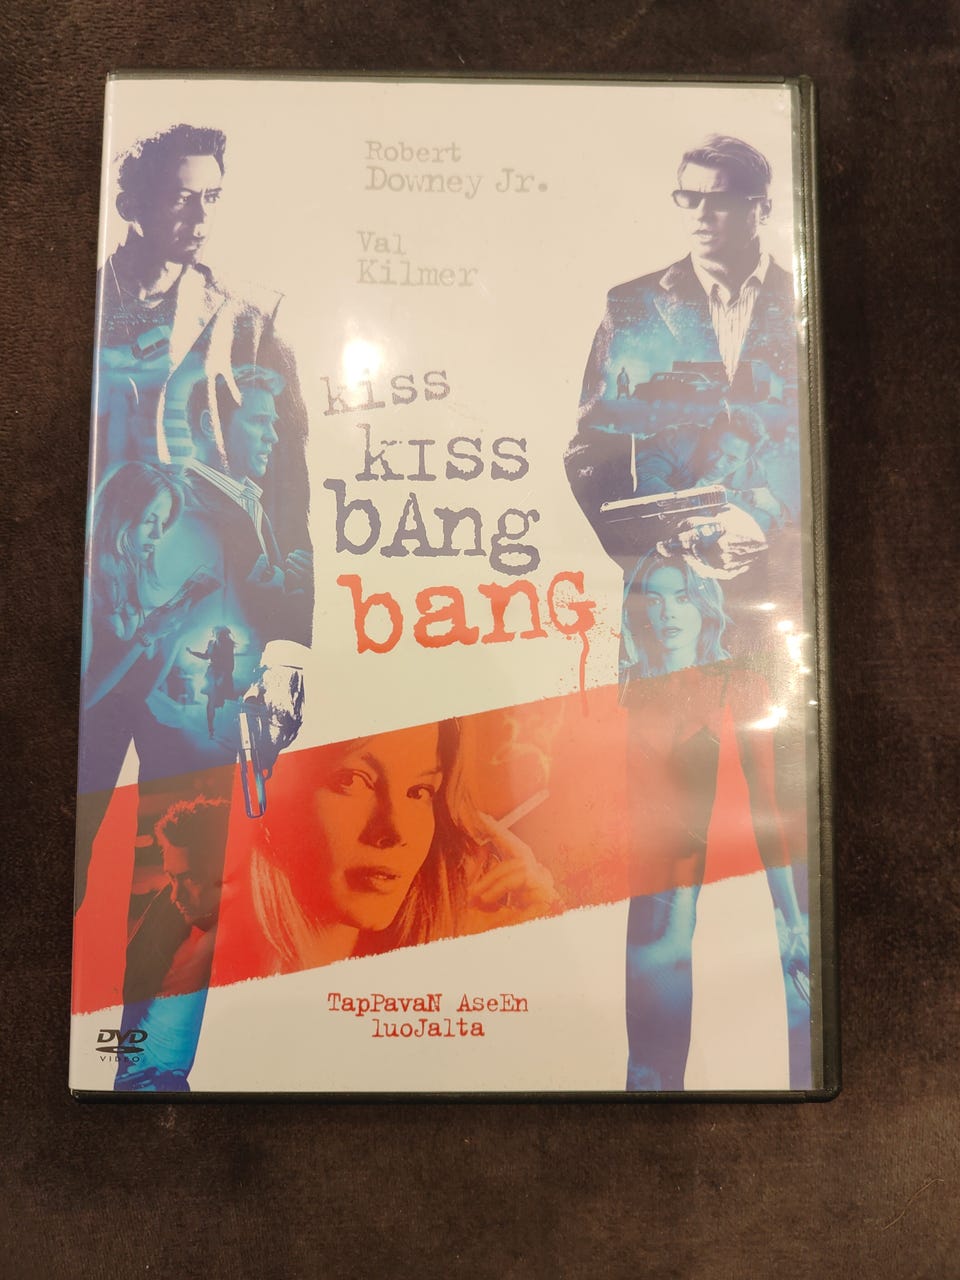 Robert
Downey Jr.
Val
Kilmer
kiss
kIss
bAng
banG
TapPavaN AseEn
luoJalta
DVD
VIDEO